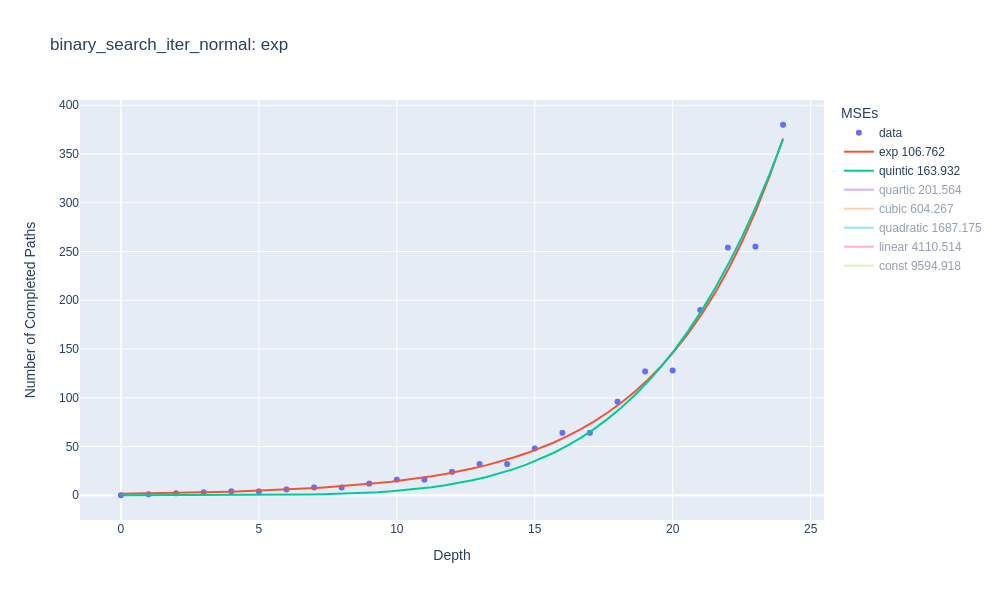 binary_search_iter_normal: exp
MSEs
data
exp 106.762
quintic 163.932
quartic 201.564
cubic 604.267
quadratic 1687.175
linear 4110.514
const 9594.918
Number of Completed Paths
400
350
300
250
200
150
100
50
0
0 5 10 15 20 25
Depth